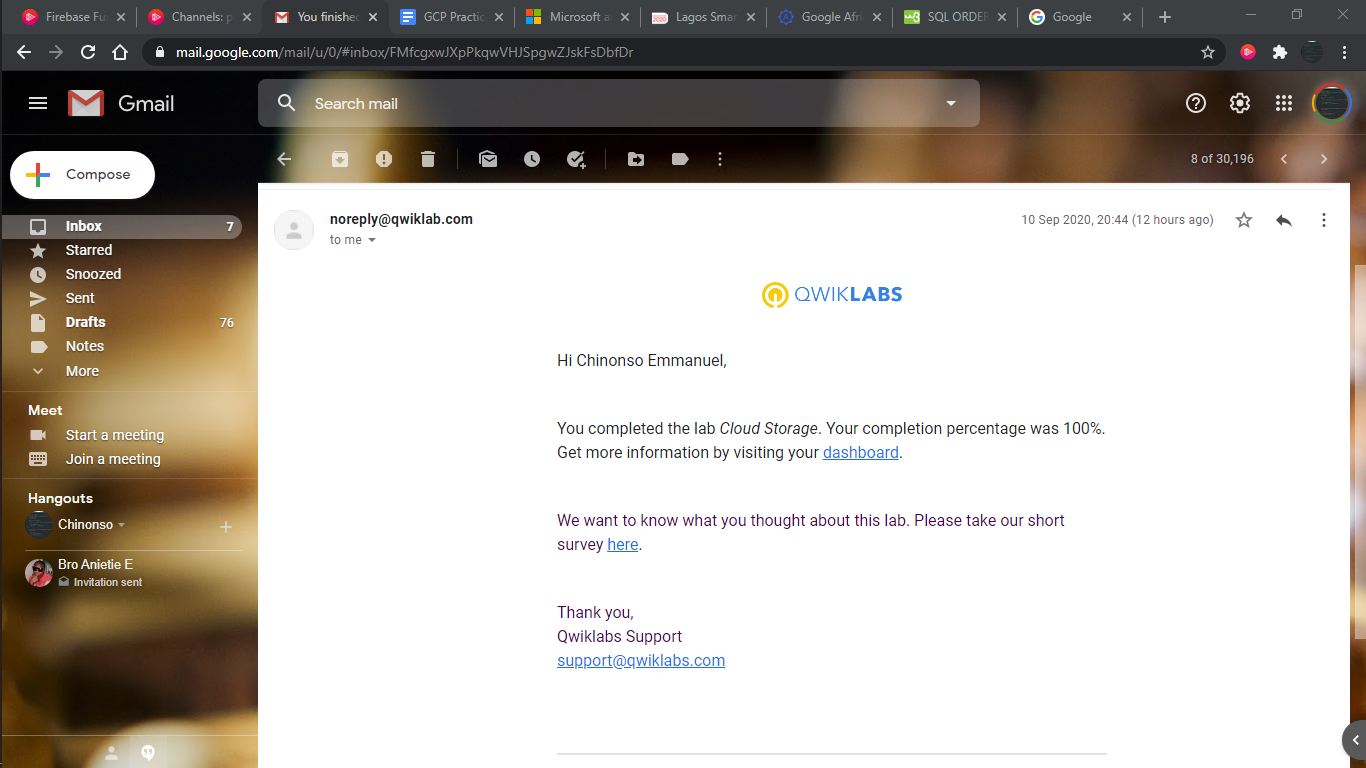 Firebase Fu
Channels: p
You finished
GCP Practic
Microsoft a
Lagos Smar
Google Afri
SQL ORDER
Google
mail.google.com/mail/u/0/#inbox/FMfcgxwJXpPkqwVHJSpgwZJskFsDbfDr
Gmail
Search mail
Compose
8 of 30,196
Inbox 7
Starred
Snoozed
Sent
Drafts 76
Notes
More
Meet
Start a meeting
Join a meeting
Hangouts
Chinonso
Bro Anietie E
Invitation sent
noreply@qwiklab.com
to me
10 Sep 2020, 20:44 (12 hours ago)
QWIKLABS
Hi Chinonso Emmanuel,
You completed the lab Cloud Storage. Your completion percentage was 100%.
Get more information by visiting your dashboard.
We want to know what you thought about this lab. Please take our short
survey here.
Thank you,
Qwiklabs Support
support@qwiklabs.com